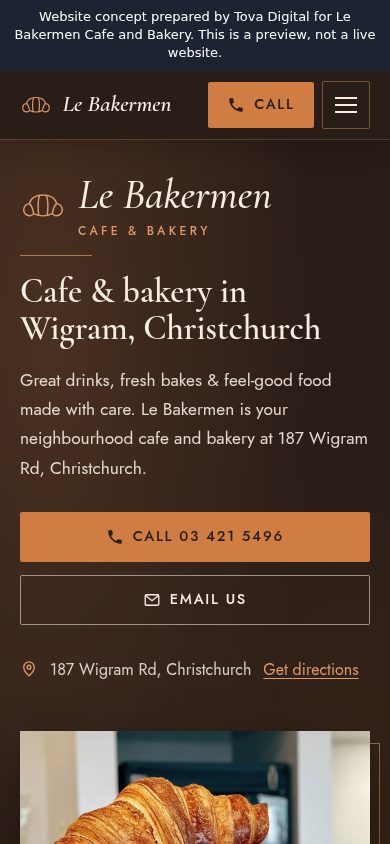 Website concept prepared by Tova Digital for Le
Bakermen Cafe and Bakery. This is a preview, not a live
website.
Le Bakermen
CALL
Le Bakermen
CAFE & BAKERY
Cafe & bakery in
Wigram, Christchurch
Great drinks, fresh bakes & feel-good food
made with care. Le Bakermen is your
neighbourhood cafe and bakery at 187 Wigram
Rd, Christchurch.
CALL 03 421 5496
EMAIL US
187 Wigram Rd, Christchurch Get directions